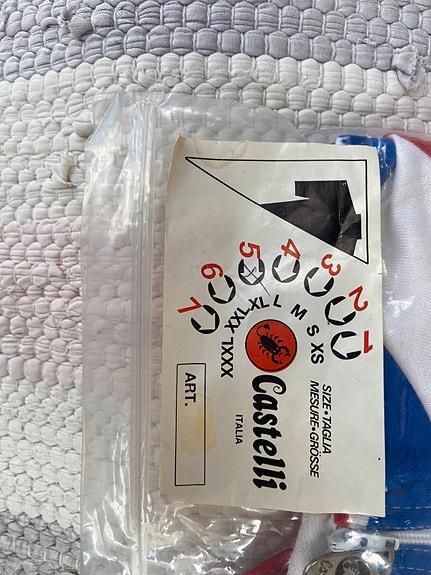 1 2 3 4 5 6 7
XS S M L XL XXL XXXL
SIZE•TAGLIA
MESURE•GRÖSSE
Castelli
ITALIA
ART.